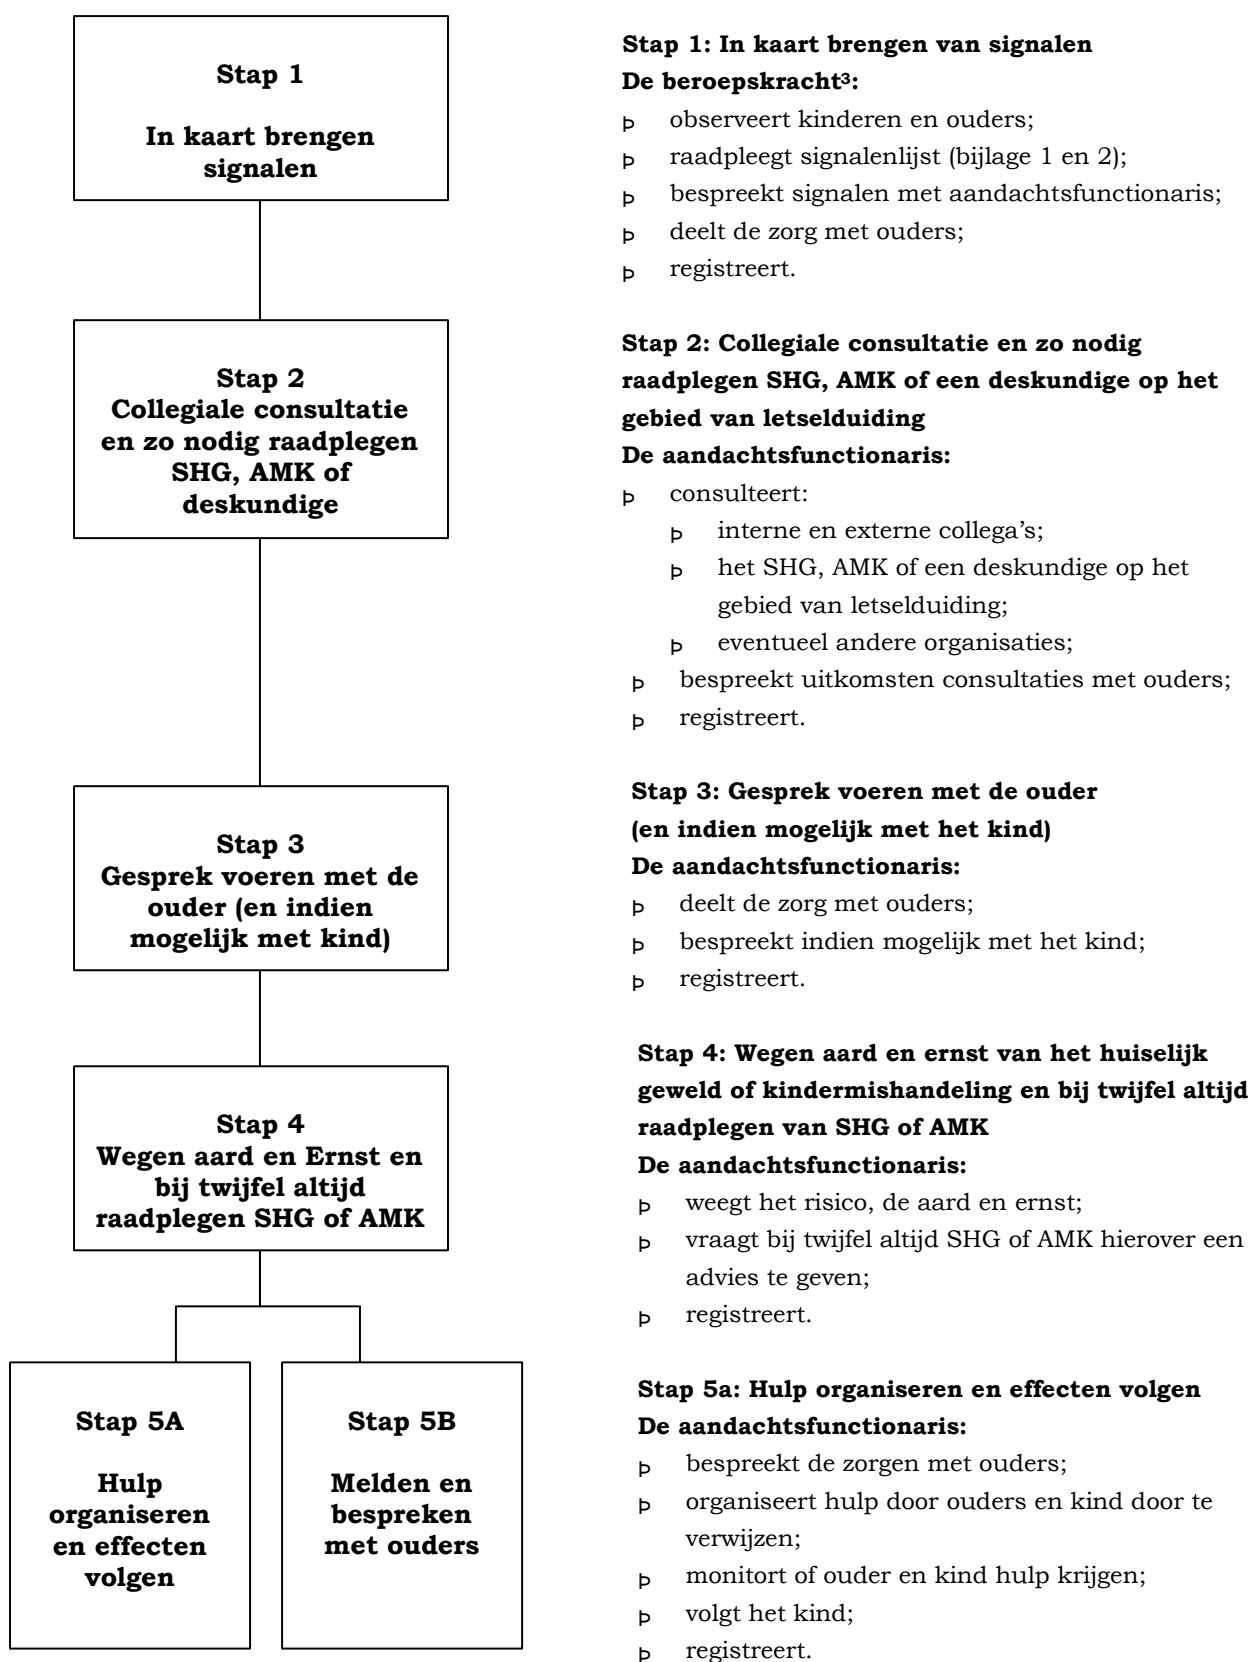 Stap 1
In kaart brengen
signalen
Stap 2
Collegiale consultatie
en zo nodig raadplegen
SHG, AMK of
deskundige
Stap 3
Gesprek voeren met de
ouder (en indien
mogelijk met kind)
Stap 4
Wegen aard en Ernst en
bij twijfel altijd
raadplegen SHG of AMK
Stap 5A
Hulp
organiseren
en effecten
volgen
Stap 5B
Melden en
bespreken
met ouders
Stap 1: In kaart brengen van signalen
De beroepskracht³:
Þ observeert kinderen en ouders;
Þ raadpleegt signalenlijst (bijlage 1 en 2);
Þ bespreekt signalen met aandachtsfunctionaris;
Þ deelt de zorg met ouders;
Þ registreert.
Stap 2: Collegiale consultatie en zo nodig
raadplegen SHG, AMK of een deskundige op het
gebied van letselduiding
De aandachtsfunctionaris:
Þ consulteert:
Þ interne en externe collega’s;
Þ het SHG, AMK of een deskundige op het
gebied van letselduiding;
Þ eventueel andere organisaties;
Þ bespreekt uitkomsten consultaties met ouders;
Þ registreert.
Stap 3: Gesprek voeren met de ouder
(en indien mogelijk met het kind)
De aandachtsfunctionaris:
Þ deelt de zorg met ouders;
Þ bespreekt indien mogelijk met het kind;
Þ registreert.
Stap 4: Wegen aard en ernst van het huiselijk
geweld of kindermishandeling en bij twijfel altijd
raadplegen van SHG of AMK
De aandachtsfunctionaris:
Þ weegt het risico, de aard en ernst;
Þ vraagt bij twijfel altijd SHG of AMK hierover een
advies te geven;
Þ registreert.
Stap 5a: Hulp organiseren en effecten volgen
De aandachtsfunctionaris:
Þ bespreekt de zorgen met ouders;
Þ organiseert hulp door ouders en kind door te
verwijzen;
Þ monitort of ouder en kind hulp krijgen;
Þ volgt het kind;
Þ registreert.